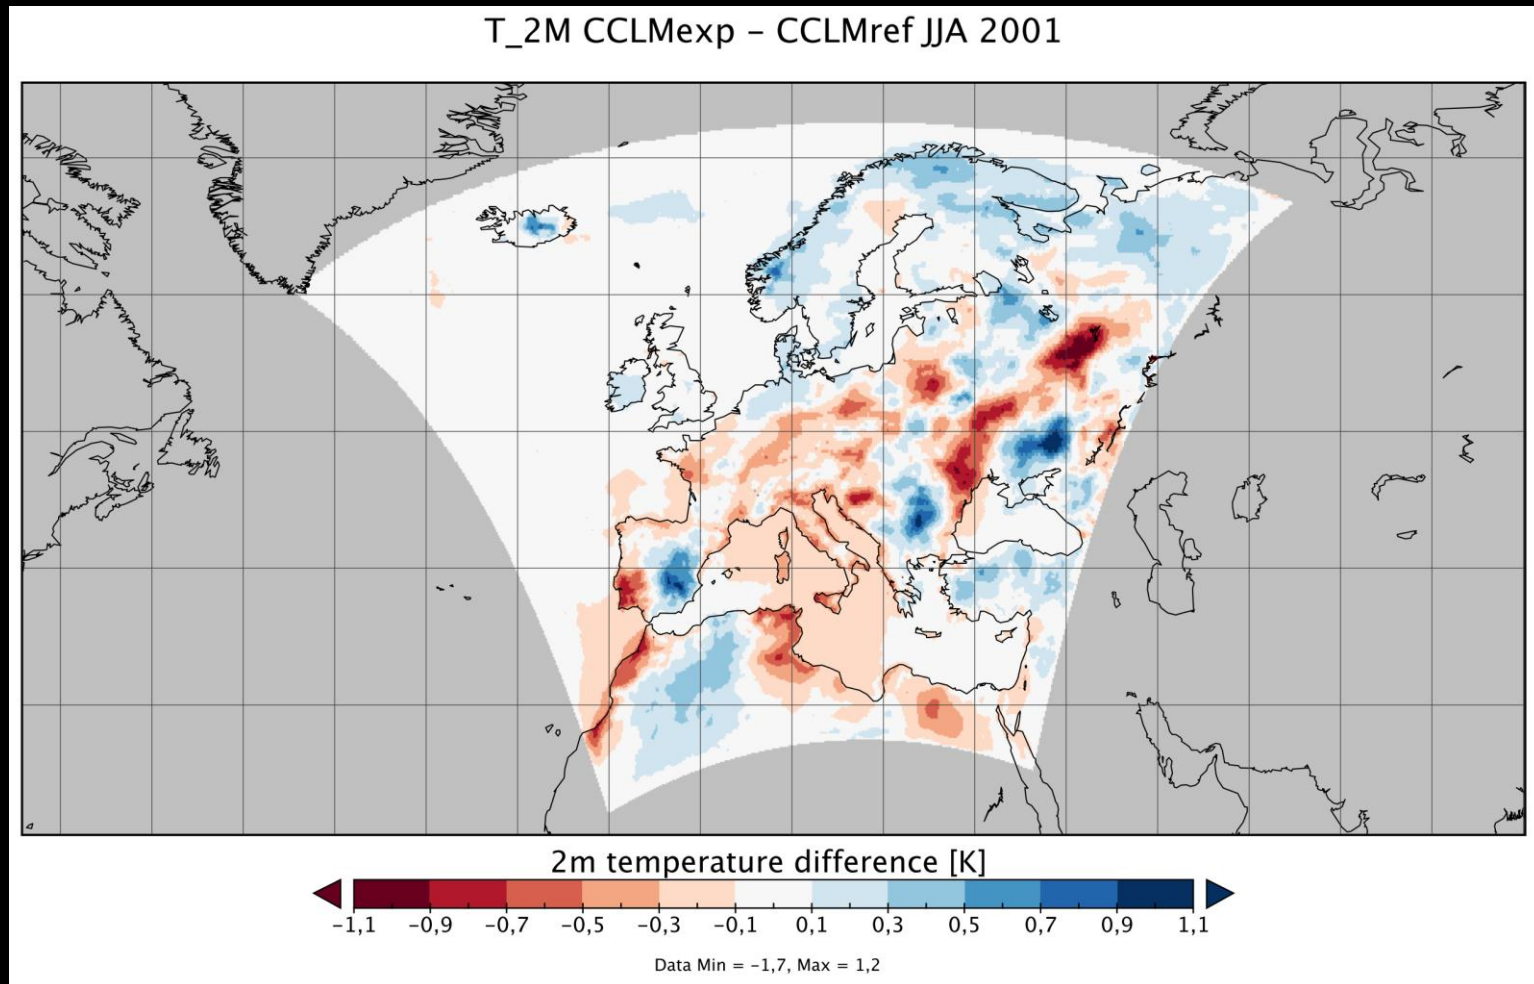 T_2M CCLMexp – CCLMref JJA 2001
2m temperature difference [K]
−1,1 −0,9 −0,7 −0,5 −0,3 −0,1 0,1 0,3 0,5 0,7 0,9 1,1
Data Min = −1,7, Max = 1,2